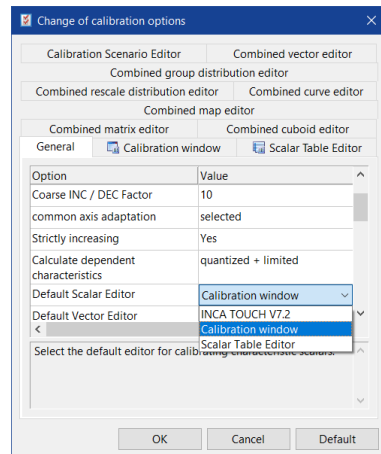 Change of calibration options
Calibration Scenario Editor
Combined vector editor
Combined group distribution editor
Combined rescale distribution editor
Combined curve editor
Combined map editor
Combined matrix editor
Combined cuboid editor
General
Calibration window
Scalar Table Editor
Option Value
Coarse INC / DEC Factor 10
common axis adaptation selected
Strictly increasing Yes
Calculate dependent quantized + limited
characteristics
Default Scalar Editor Calibration window
Default Vector Editor INCA TOUCH V7.2
Calibration window
Scalar Table Editor
Select the default editor for calibrating characteristic scalars.
OK
Cancel
Default